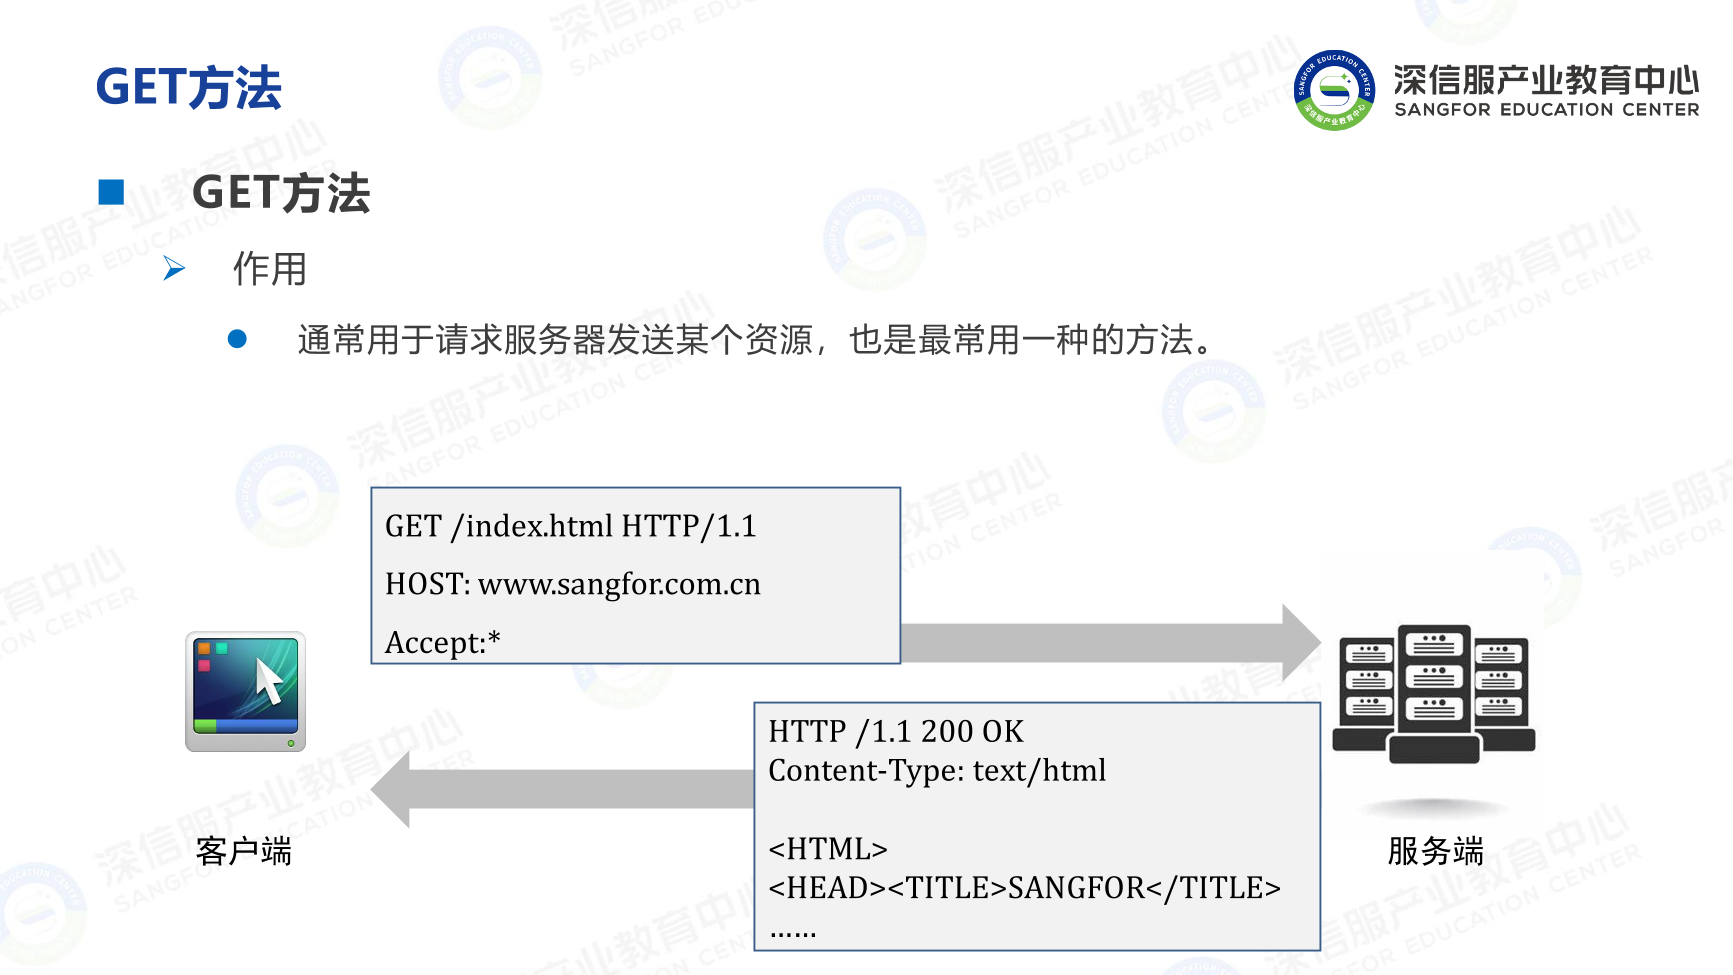 GET方法
深信服产业教育中心
SANGFOR EDUCATION CENTER
GET方法
作用
通常用于请求服务器发送某个资源，也是最常用一种的方法。
GET /index.html HTTP/1.1
HOST: www.sangfor.com.cn
Accept:*
HTTP /1.1 200 OK
Content-Type: text/html
<HTML>
<HEAD><TITLE>SANGFOR</TITLE>
……
客户端
服务端